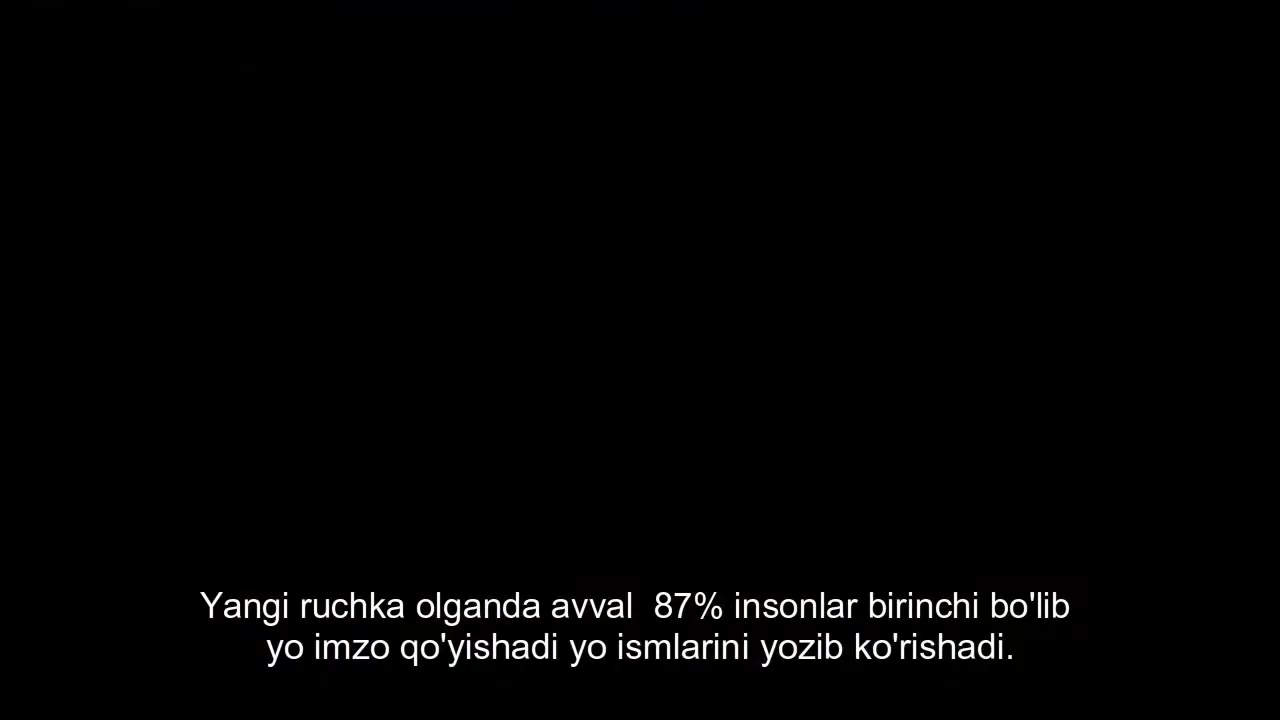 Yangi ruchka olganda avval  87% insonlar birinchi bo'lib
yo imzo qo'yishadi yo ismlarini yozib ko'rishadi.